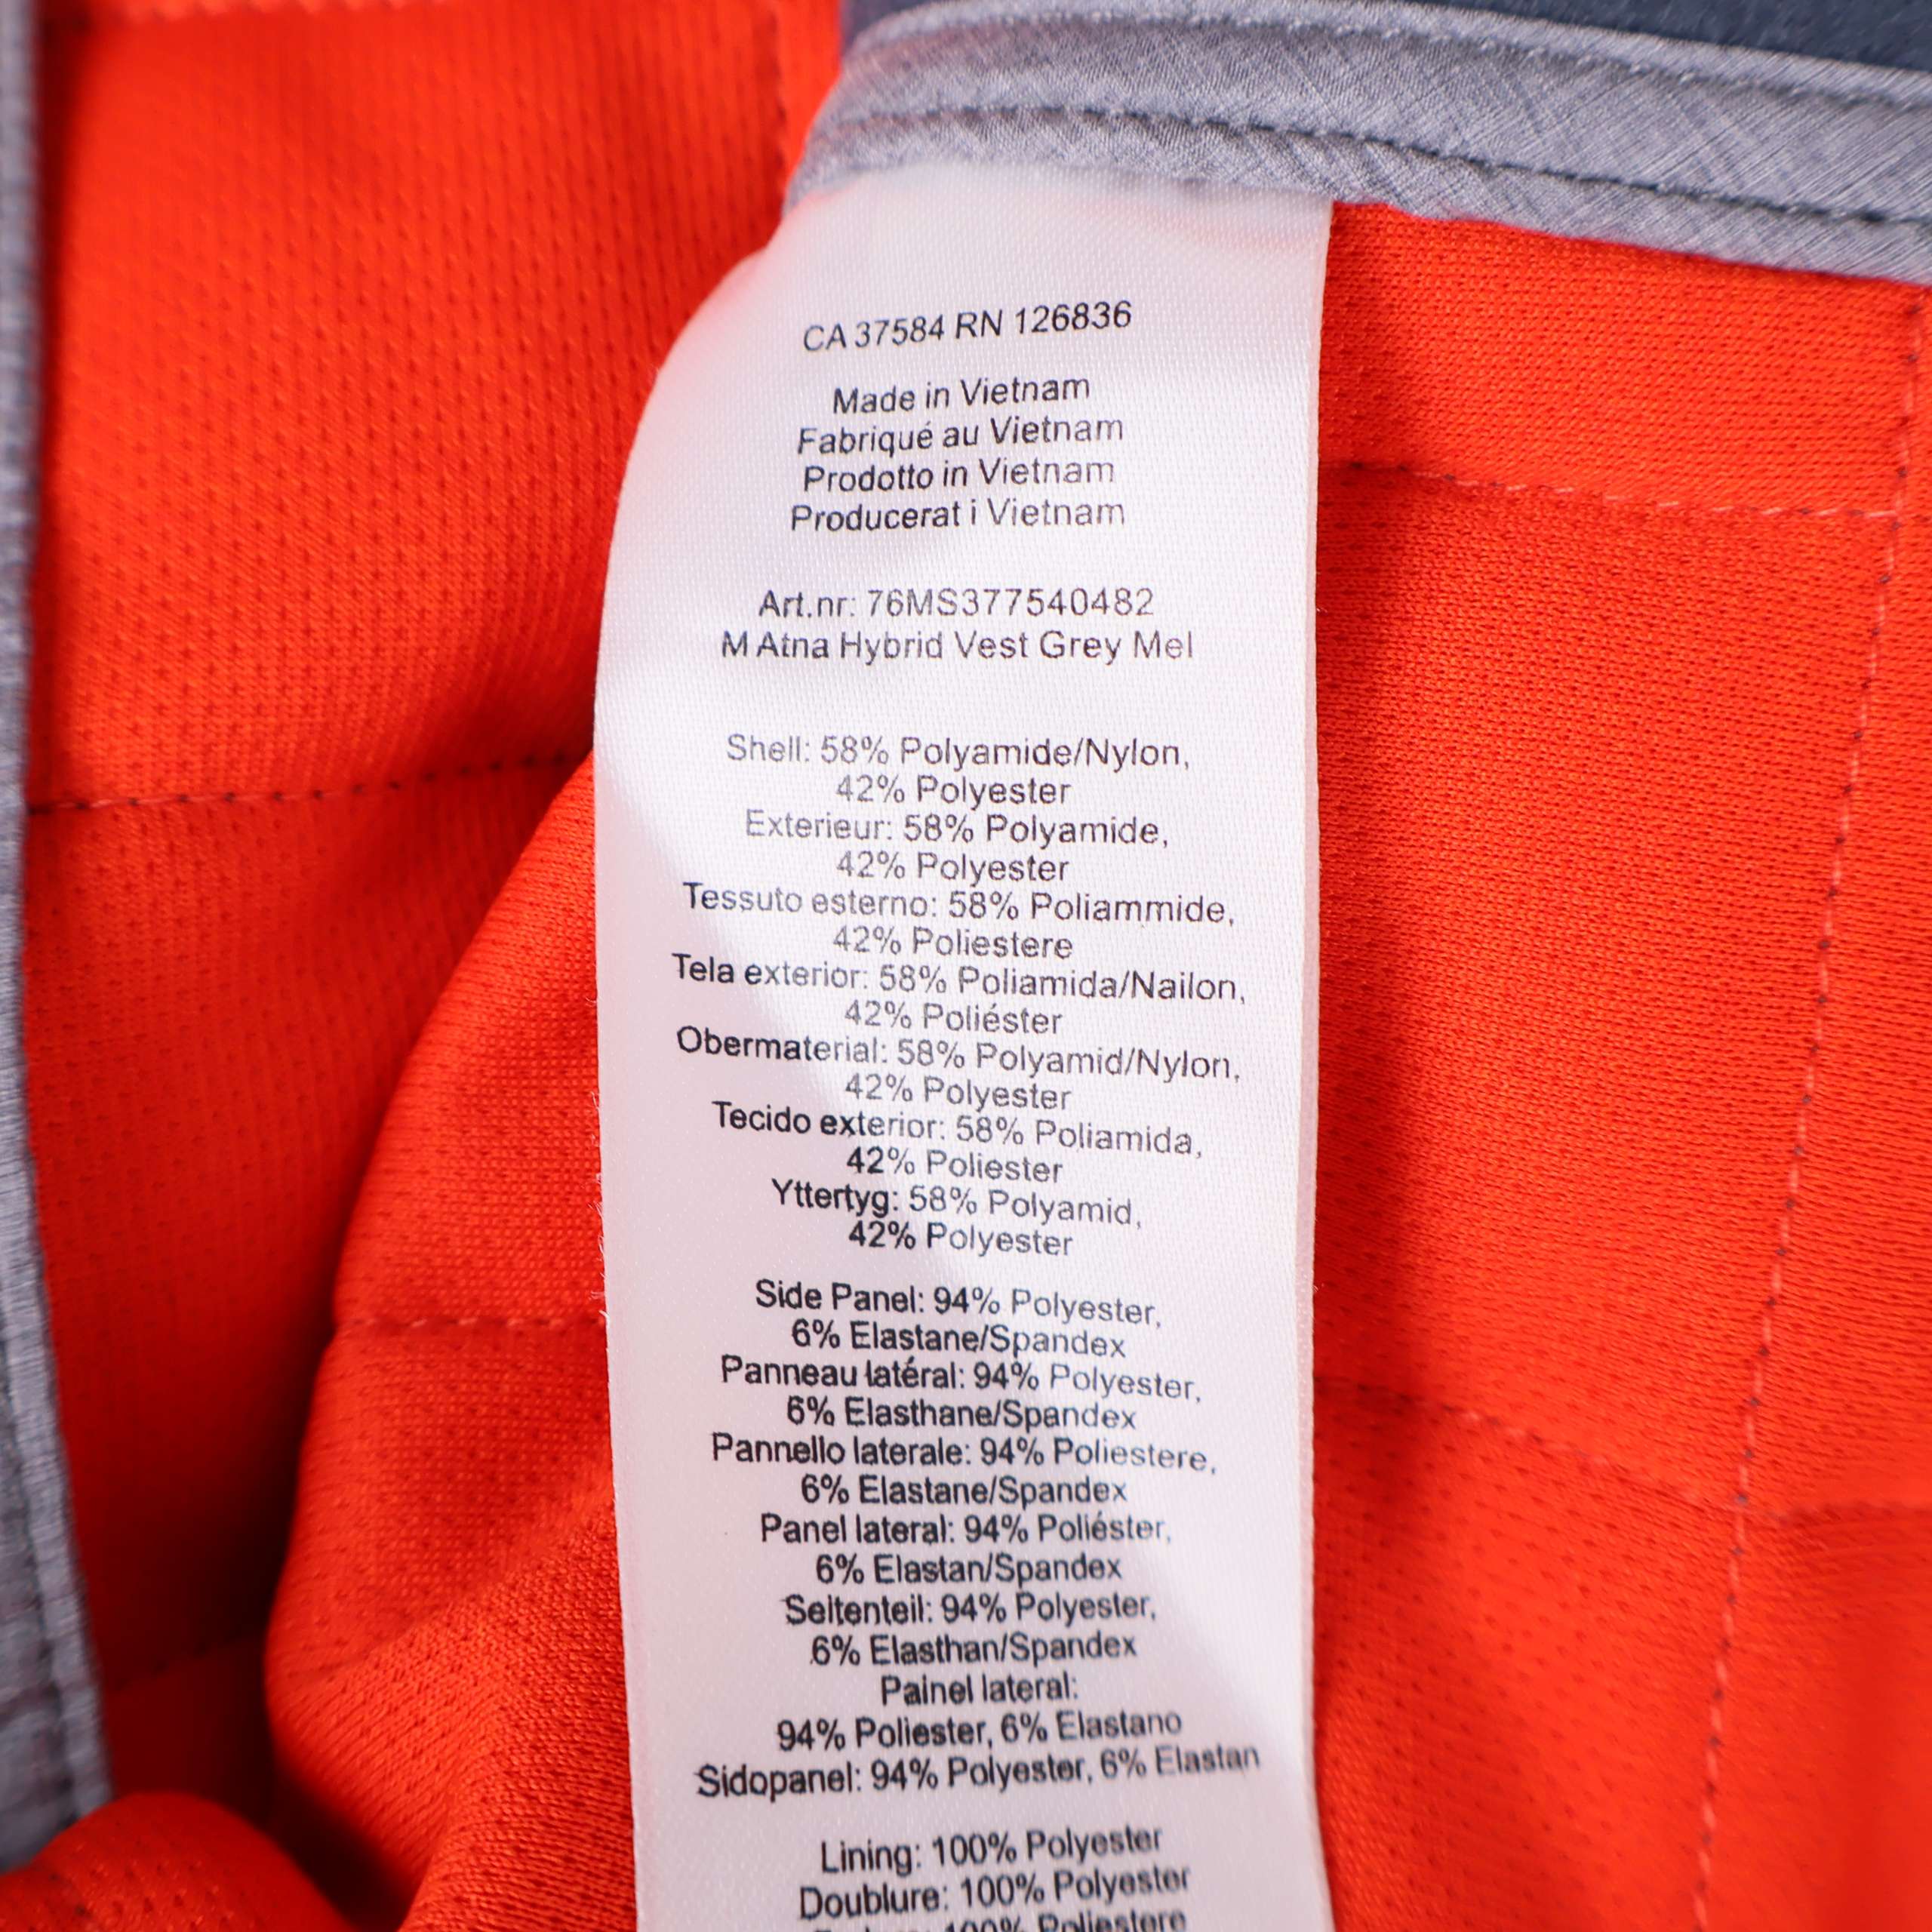 CA 37584 RN 126836
Made in Vietnam
Fabriqué au Vietnam
Prodotto in Vietnam
Producerat i Vietnam
Art.nr: 76MS377540482
M Atna Hybrid Vest Grey Mel
Shell: 58% Polyamide/Nylon,
42% Polyester
Exterieur: 58% Polyamide,
42% Polyester
Tessuto esterno: 58% Poliammide,
42% Poliestere
Tela exterior: 58% Poliamida/Nailon,
42% Poliéster
Obermaterial: 58% Polyamid/Nylon,
42% Polyester
Tecido exterior: 58% Poliamida,
42% Poliester
Yttertyg: 58% Polyamid,
42% Polyester
Side Panel: 94% Polyester,
6% Elastane/Spandex
Panneau latéral: 94% Polyester,
6% Elasthane/Spandex
Pannello laterale: 94% Poliestere,
6% Elastane/Spandex
Panel lateral: 94% Poliéster,
6% Elastan/Spandex
Seitenteil: 94% Polyester,
6% Elasthan/Spandex
Painel lateral:
94% Poliester, 6% Elastano
Sidopanel: 94% Polyester, 6% Elastan
Lining: 100% Polyester
Doublure: 100% Polyester
100% Poliestere